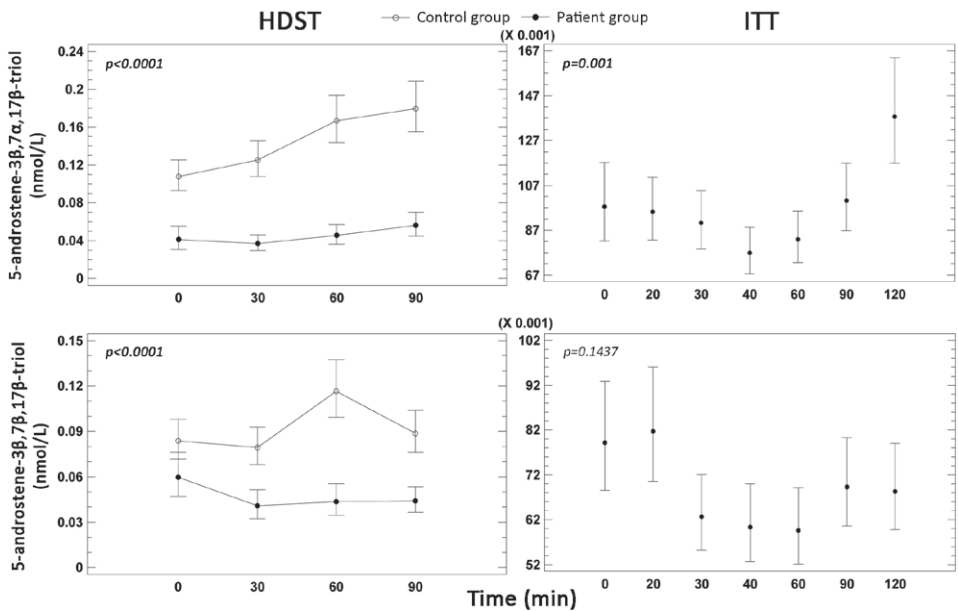 HDST
Control group
Patient group
ITT
(X 0.001)
5-androstene-3β,7α,17β-triol
(nmol/L)
p<0.0001
0.24
0.2
0.16
0.12
0.08
0.04
0
0 30 60 90
p=0.001
167
147
127
107
87
67
0 20 30 40 60 90 120
(X 0.001)
5-androstene-3β,7β,17β-triol
(nmol/L)
p<0.0001
0.15
0.12
0.09
0.06
0.03
0
0 30 60 90
p=0.1437
102
92
82
72
62
52
0 20 30 40 60 90 120
Time (min)